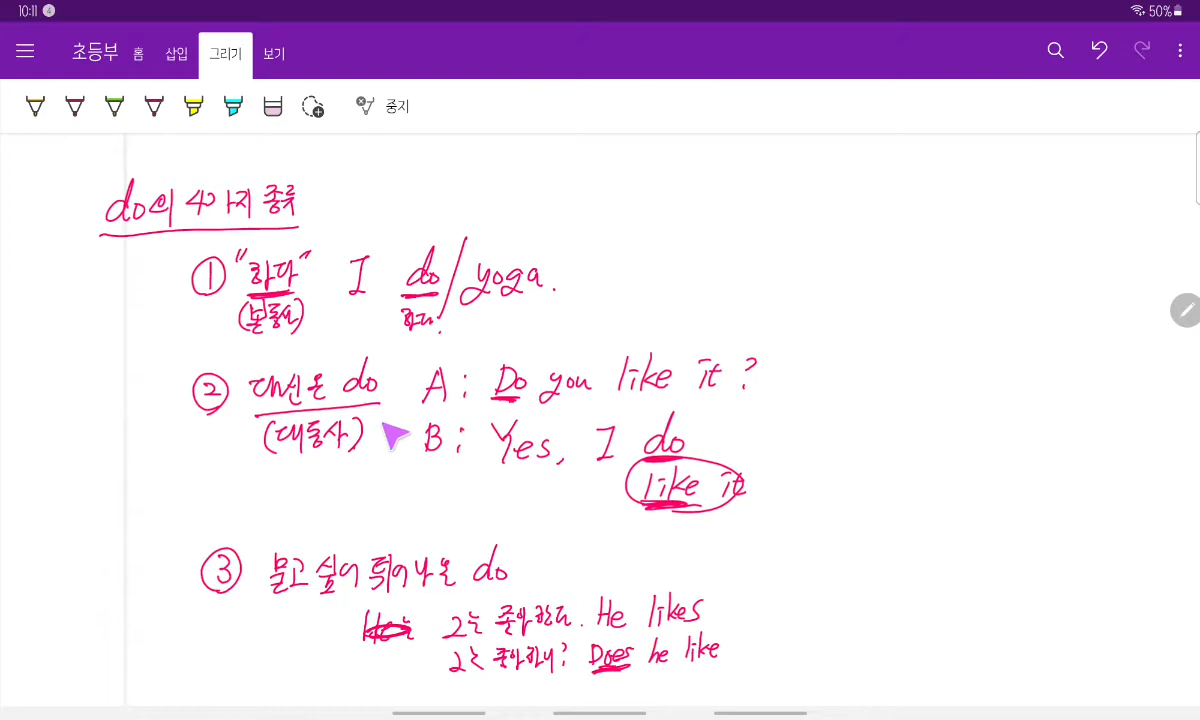 10:11 4 50%
초등부 홈 삽입 그리기 보기
중지
do의 4가지 종류
① "하다" I do / yoga.
(본동사) 하다.
② 대신온 do A : Do you like it ?
(대동사) B : Yes, I do
like it
③ 묻고 싶어 튀어나온 do
그는 좋아한다. He likes
그는 좋아하니? Does he like